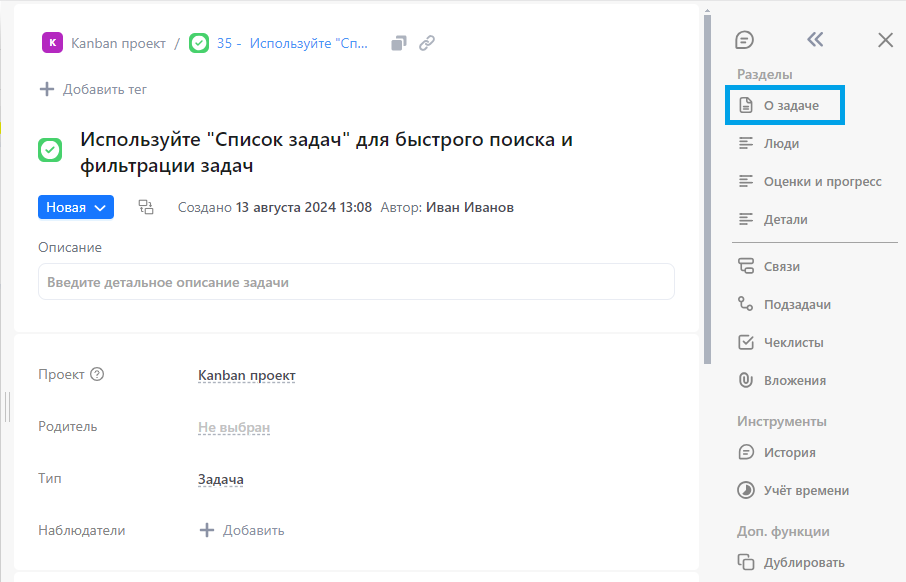 K Kanban проект / 35 - Используйте "Сп...
Добавить тег
Используйте "Список задач" для быстрого поиска и
фильтрации задач
Новая Создано 13 августа 2024 13:08 Автор: Иван Иванов
Описание
Введите детальное описание задачи
Проект ? Kanban проект
Родитель Не выбран
Тип Задача
Наблюдатели Добавить
Разделы
О задаче
Люди
Оценки и прогресс
Детали
Связи
Подзадачи
Чеклисты
Вложения
Инструменты
История
Учёт времени
Доп. функции
Дублировать